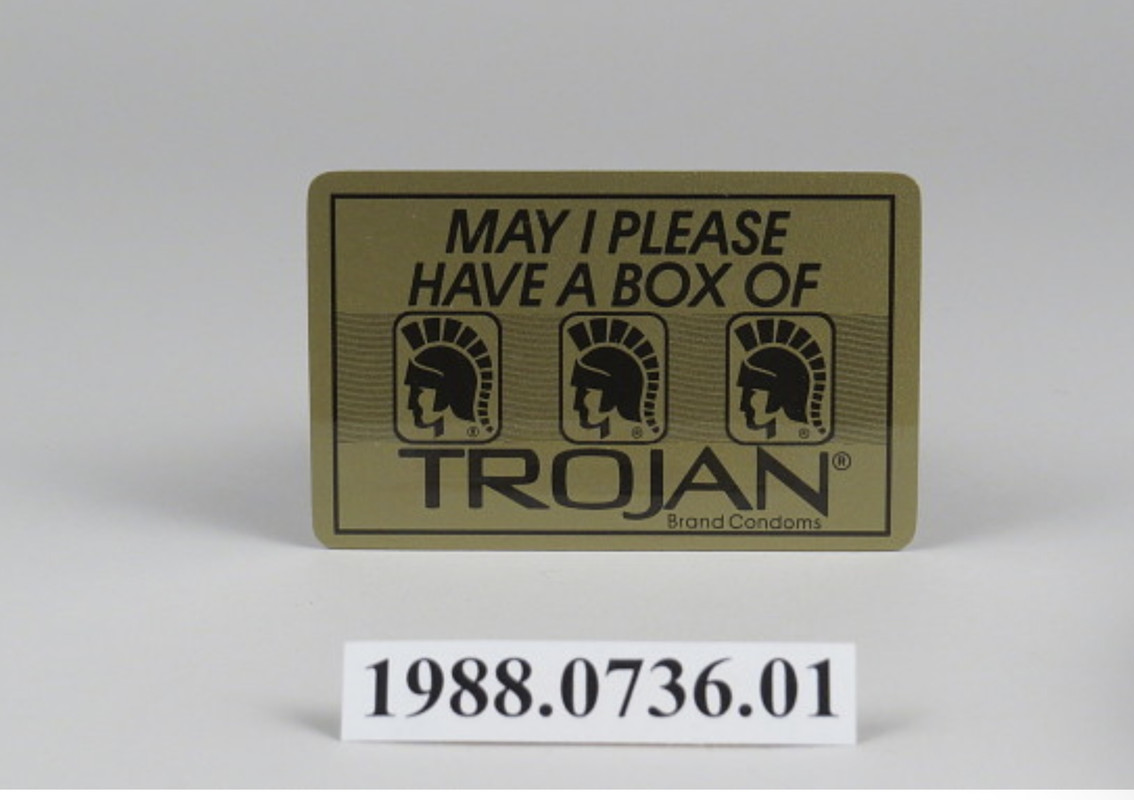 MAY I PLEASE
HAVE A BOX OF
® ® ®
TROJAN®
Brand Condoms
1988.0736.01